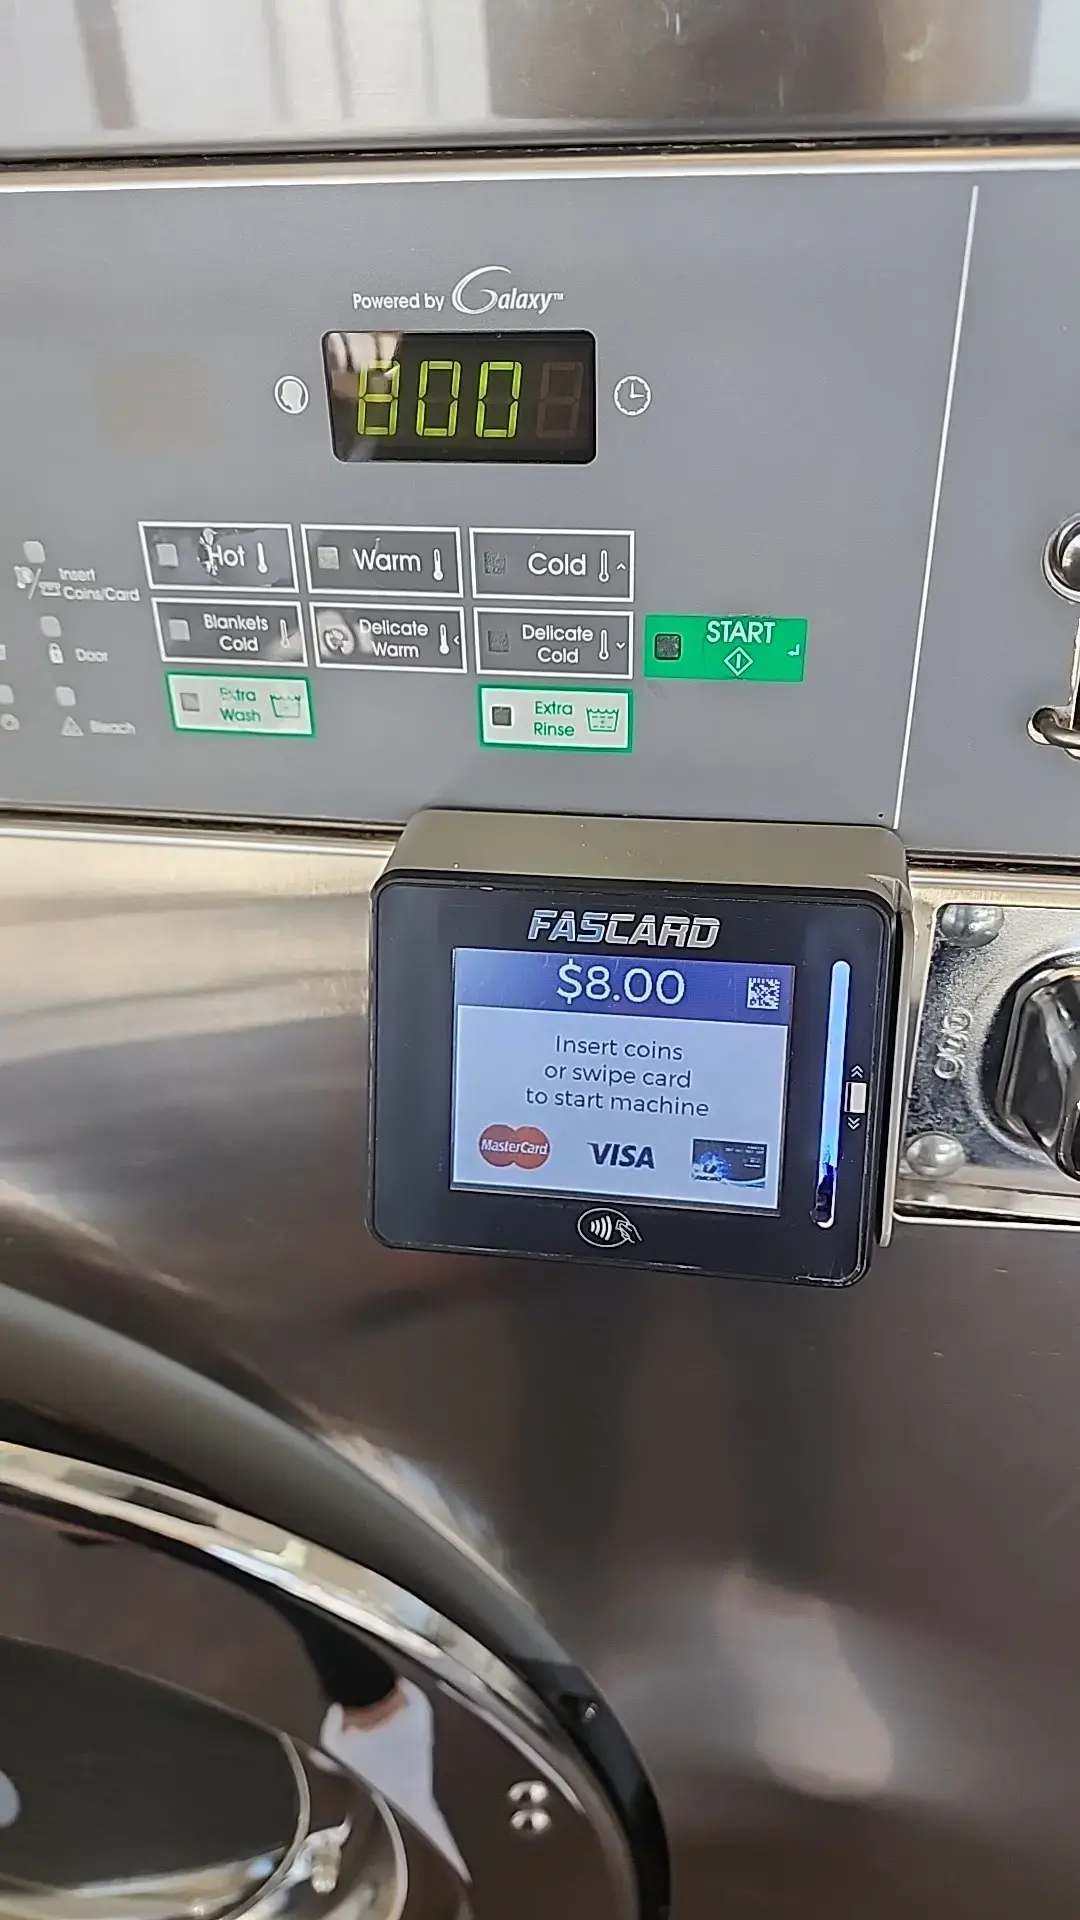 Powered by Galaxy™
800
Hot
Warm
Cold
Insert
Coins/Card
Blankets
Cold
Delicate
Warm
Delicate
Cold
START
Door
Extra
Wash
Extra
Rinse
Bleach
FASCARD
$8.00
Insert coins
or swipe card
to start machine
MasterCard
VISA